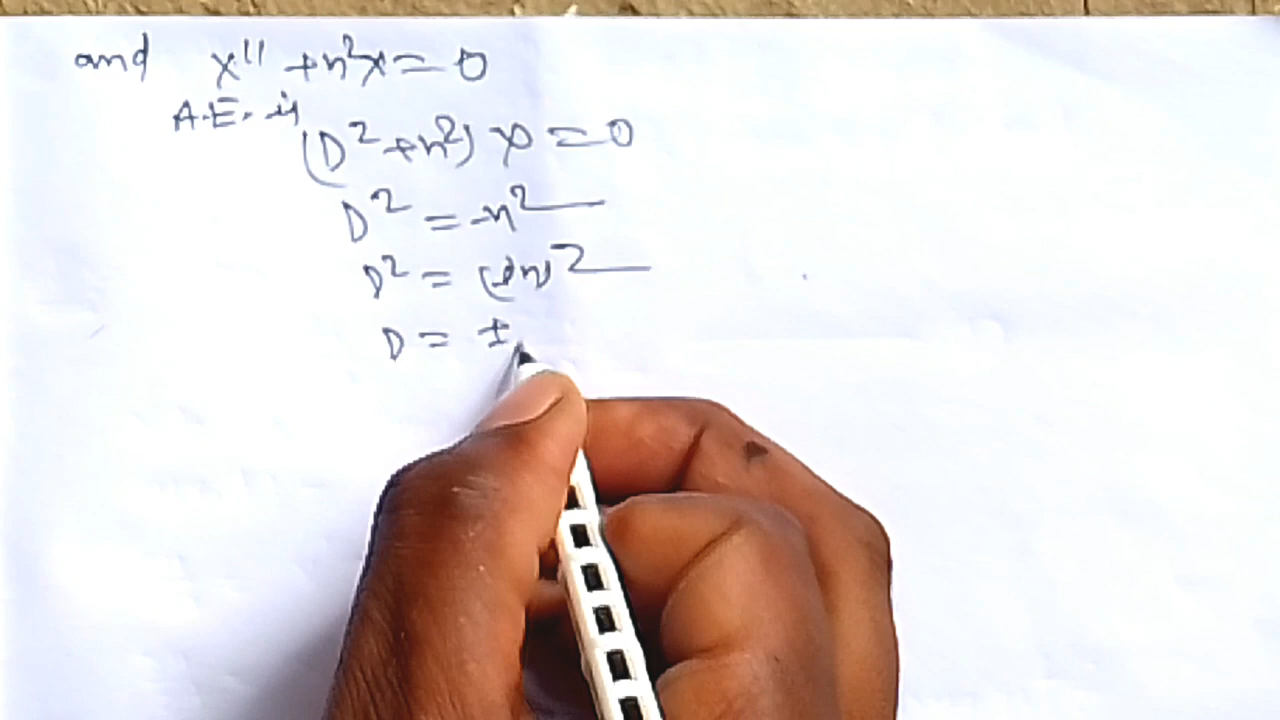 and x'' + n²x = 0
A.E. is
(D² + n²) x = 0
D² = -n²
D² = (in)²
D = ±